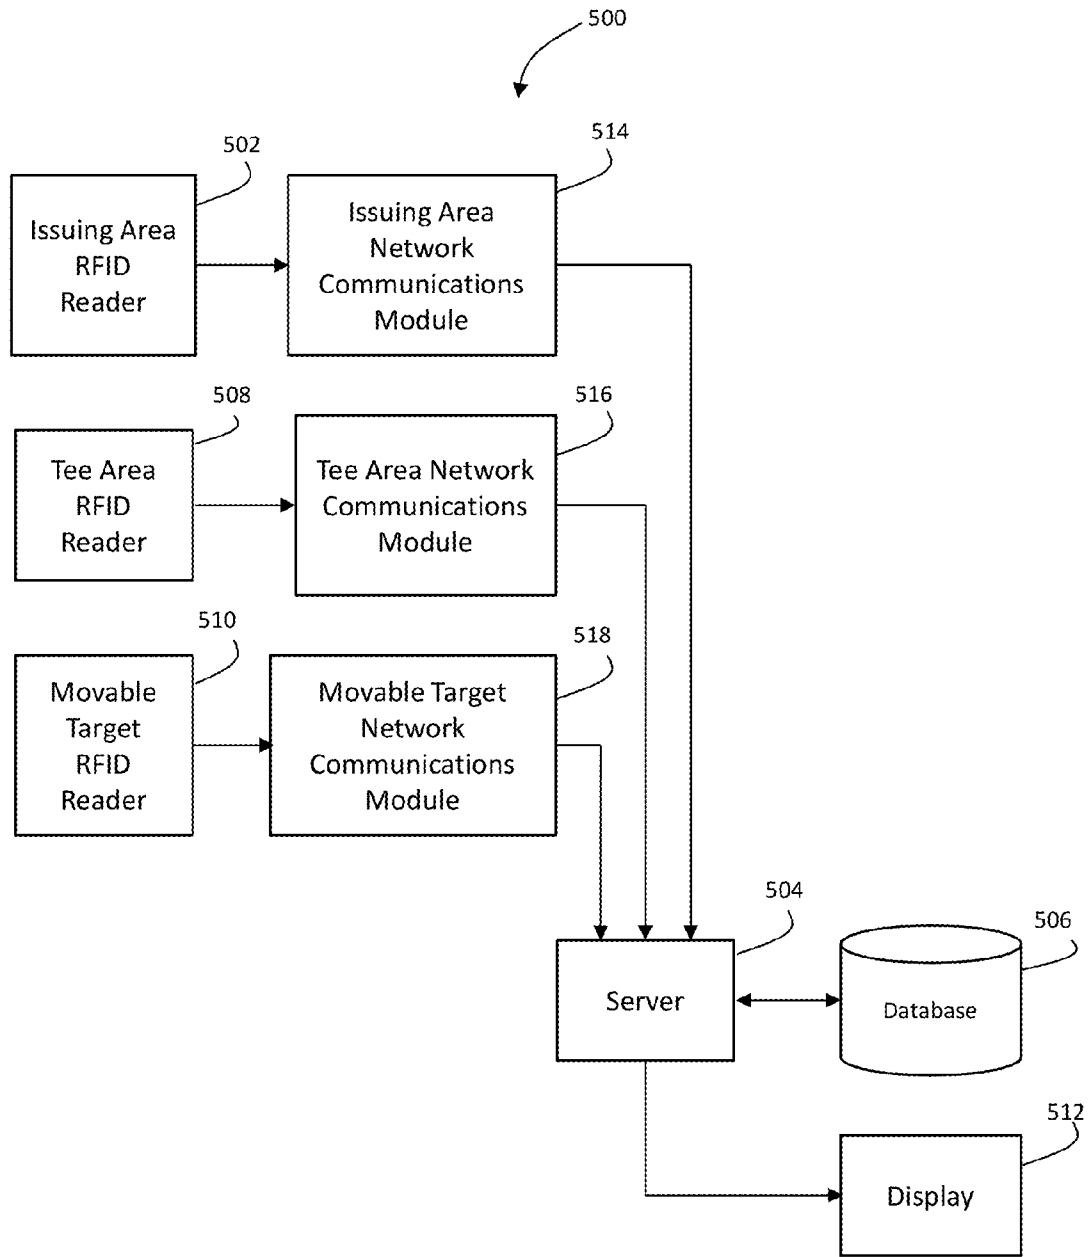 500
502
514
Issuing Area
RFID
Reader
Issuing Area
Network
Communications
Module
508
516
Tee Area
RFID
Reader
Tee Area Network
Communications
Module
510
518
Movable
Target
RFID
Reader
Movable Target
Network
Communications
Module
504
506
Server
Database
512
Display